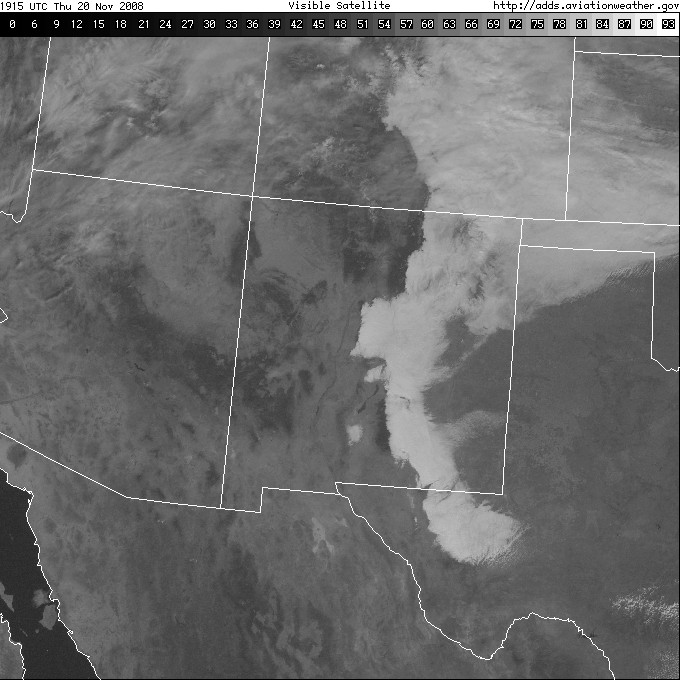 1915 UTC Thu 20 Nov 2008 Visible Satellite http://adds.aviationweather.gov
0 6 9 12 15 18 21 24 27 30 33 36 39 42 45 48 51 54 57 60 63 66 69 72 75 78 81 84 87 90 93